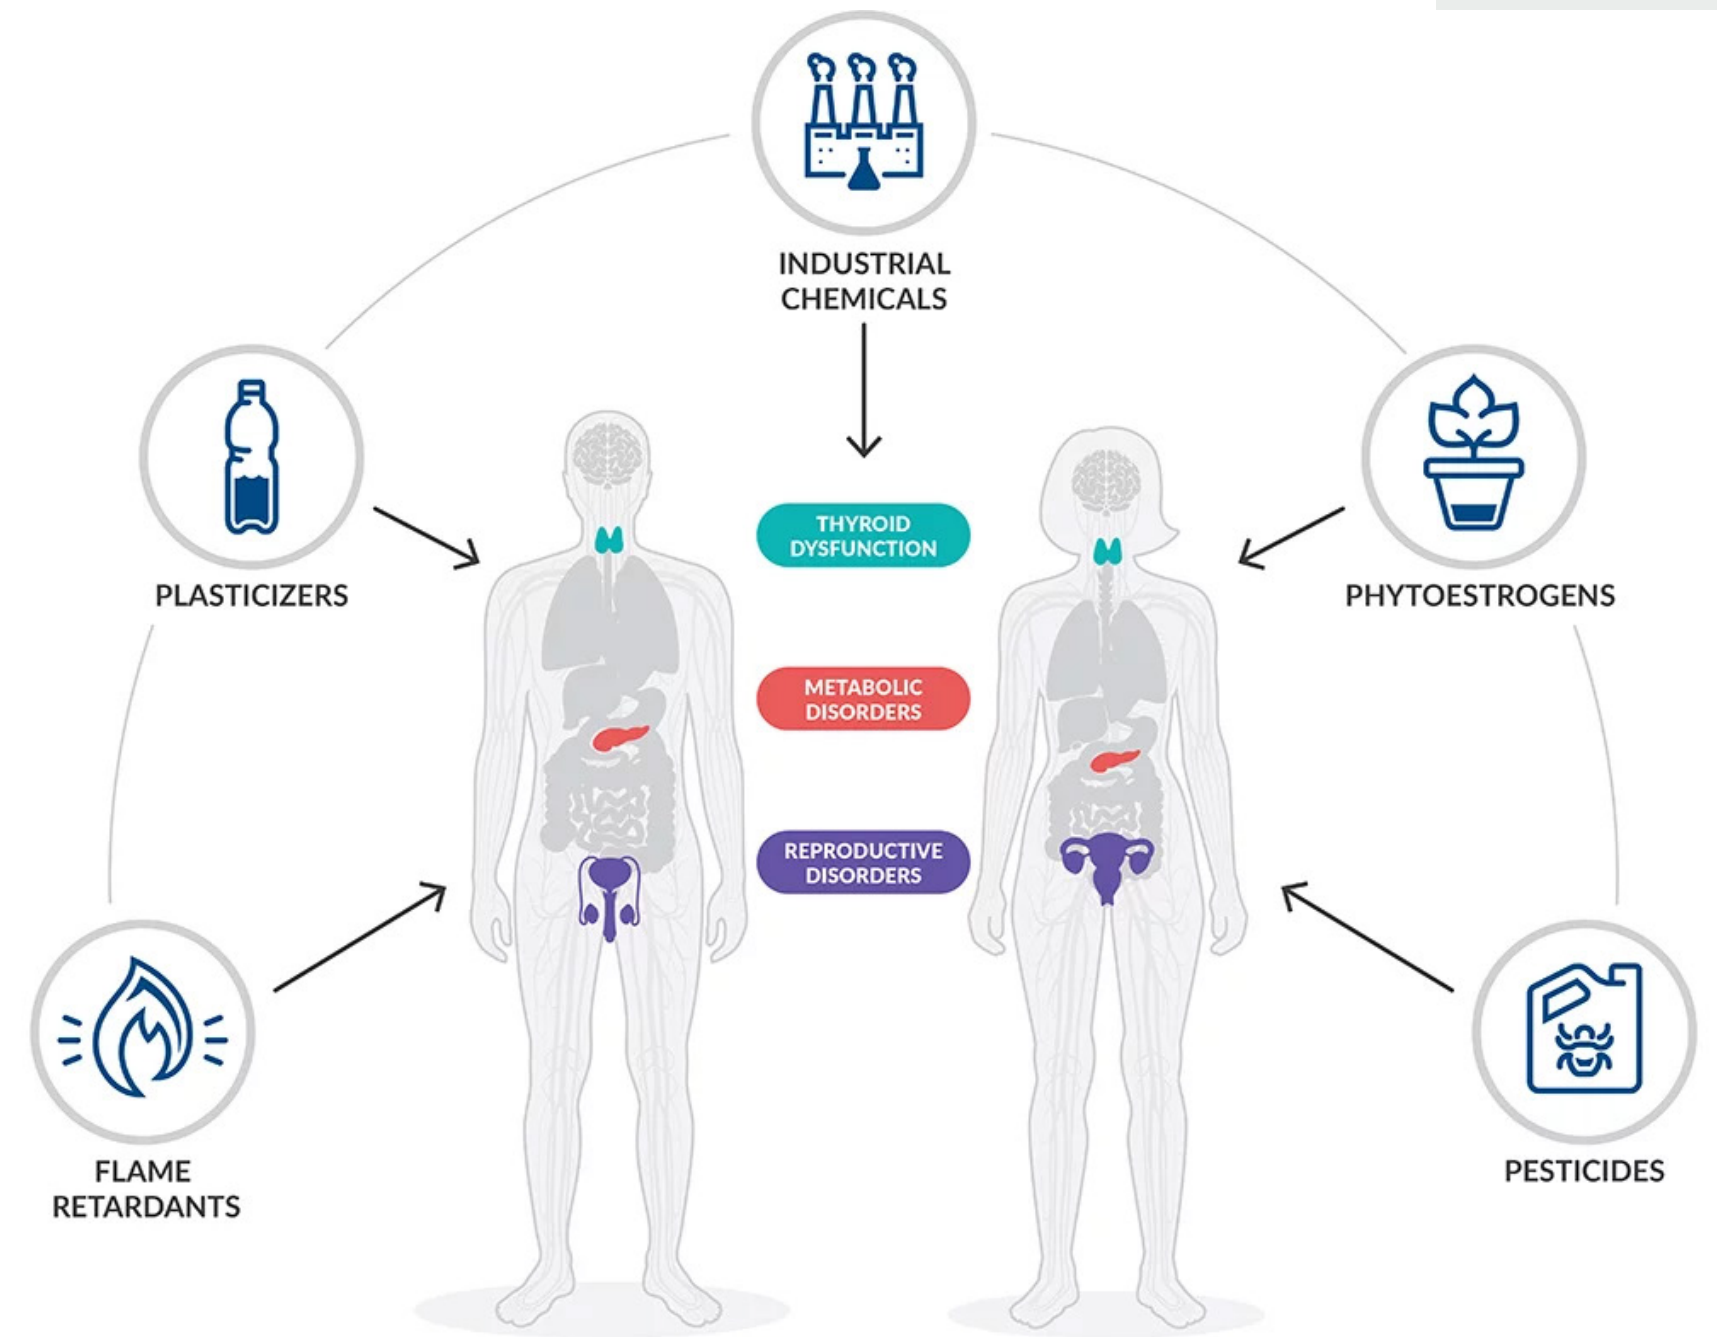 INDUSTRIAL
CHEMICALS
PLASTICIZERS
PHYTOESTROGENS
THYROID
DYSFUNCTION
METABOLIC
DISORDERS
REPRODUCTIVE
DISORDERS
FLAME
RETARDANTS
PESTICIDES